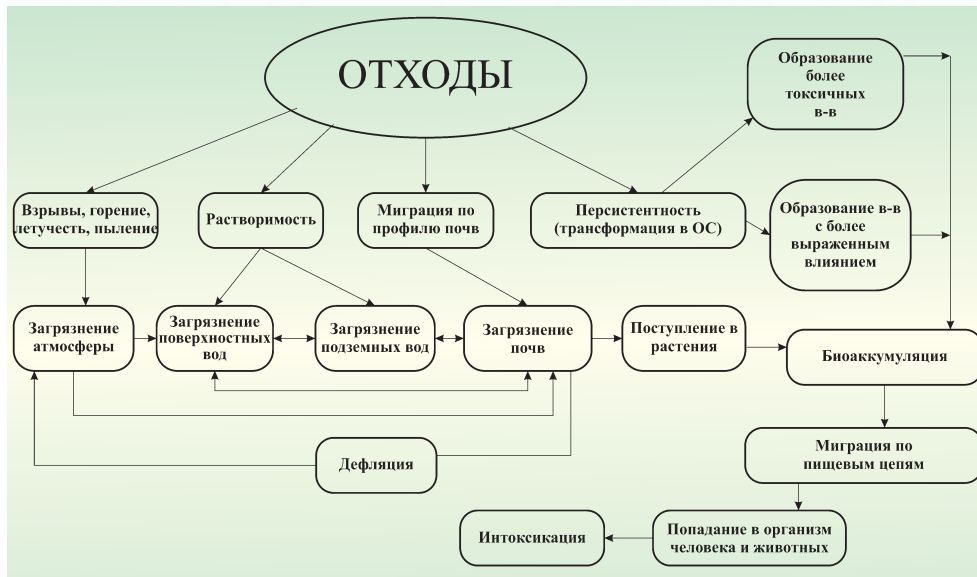 ОТХОДЫ
Образование
более
токсичных
в-в
Взрывы, горение,
летучесть, пыление
Растворимость
Миграция по
профилю почв
Персистентность
(трансформация в ОС)
Образование в-в
с более
выраженным
влиянием
Загрязнение
атмосферы
Загрязнение
поверхностных
вод
Загрязнение
подземных вод
Загрязнение
почв
Поступление в
растения
Биоаккумуляция
Дефляция
Миграция по
пищевым цепям
Интоксикация
Попадание в организм
человека и животных